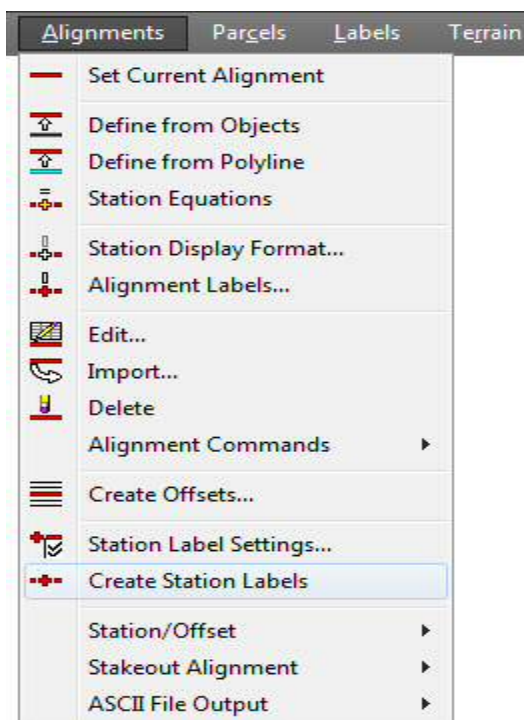 Alignments Parcels Labels Terrain
Set Current Alignment
Define from Objects
Define from Polyline
Station Equations
Station Display Format...
Alignment Labels...
Edit...
Import...
Delete
Alignment Commands
Create Offsets...
Station Label Settings...
Create Station Labels
Station/Offset
Stakeout Alignment
ASCII File Output